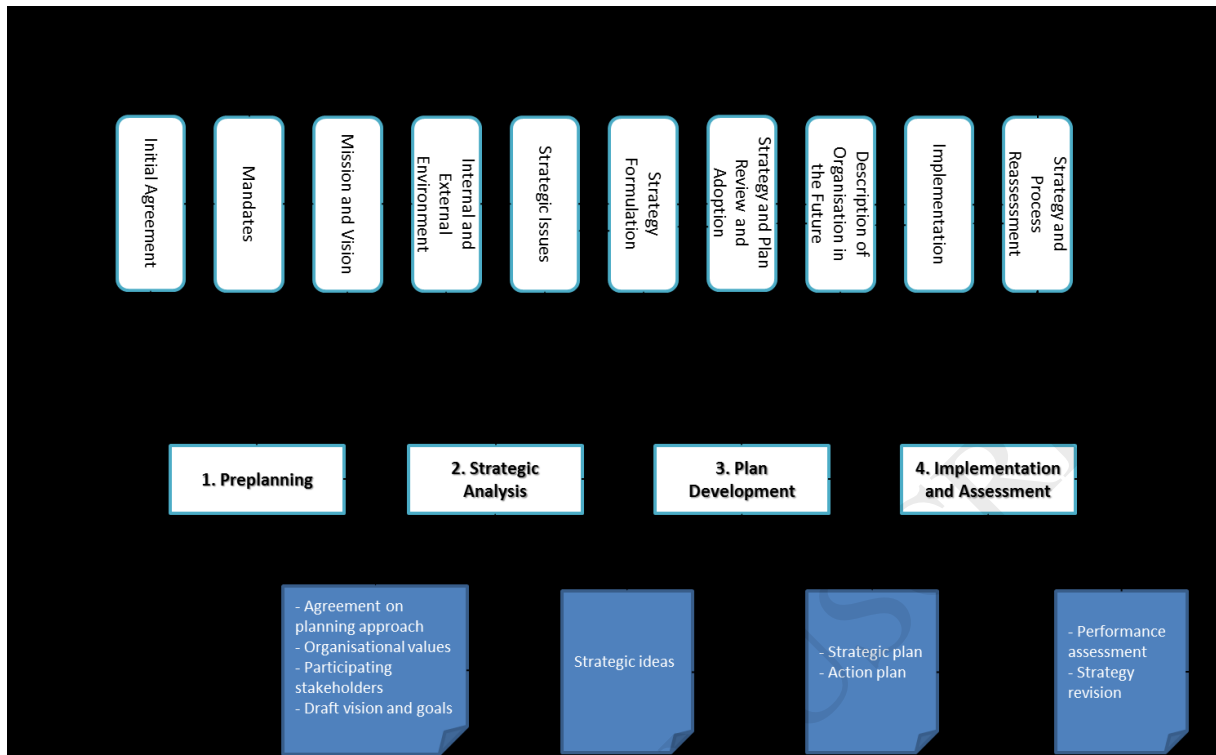 Initial Agreement
Mandates
Mission and Vision
Internal and
External
Environment
Strategic Issues
Strategy
Formulation
Strategy and Plan
Review and
Adoption
Description of
Organisation in
the Future
Implementation
Strategy and
Process
Reassessment
1. Preplanning
2. Strategic
Analysis
3. Plan
Development
4. Implementation
and Assessment
- Agreement on
planning approach
- Organisational values
- Participating
stakeholders
- Draft vision and goals
Strategic ideas
- Strategic plan
- Action plan
- Performance
assessment
- Strategy
revision